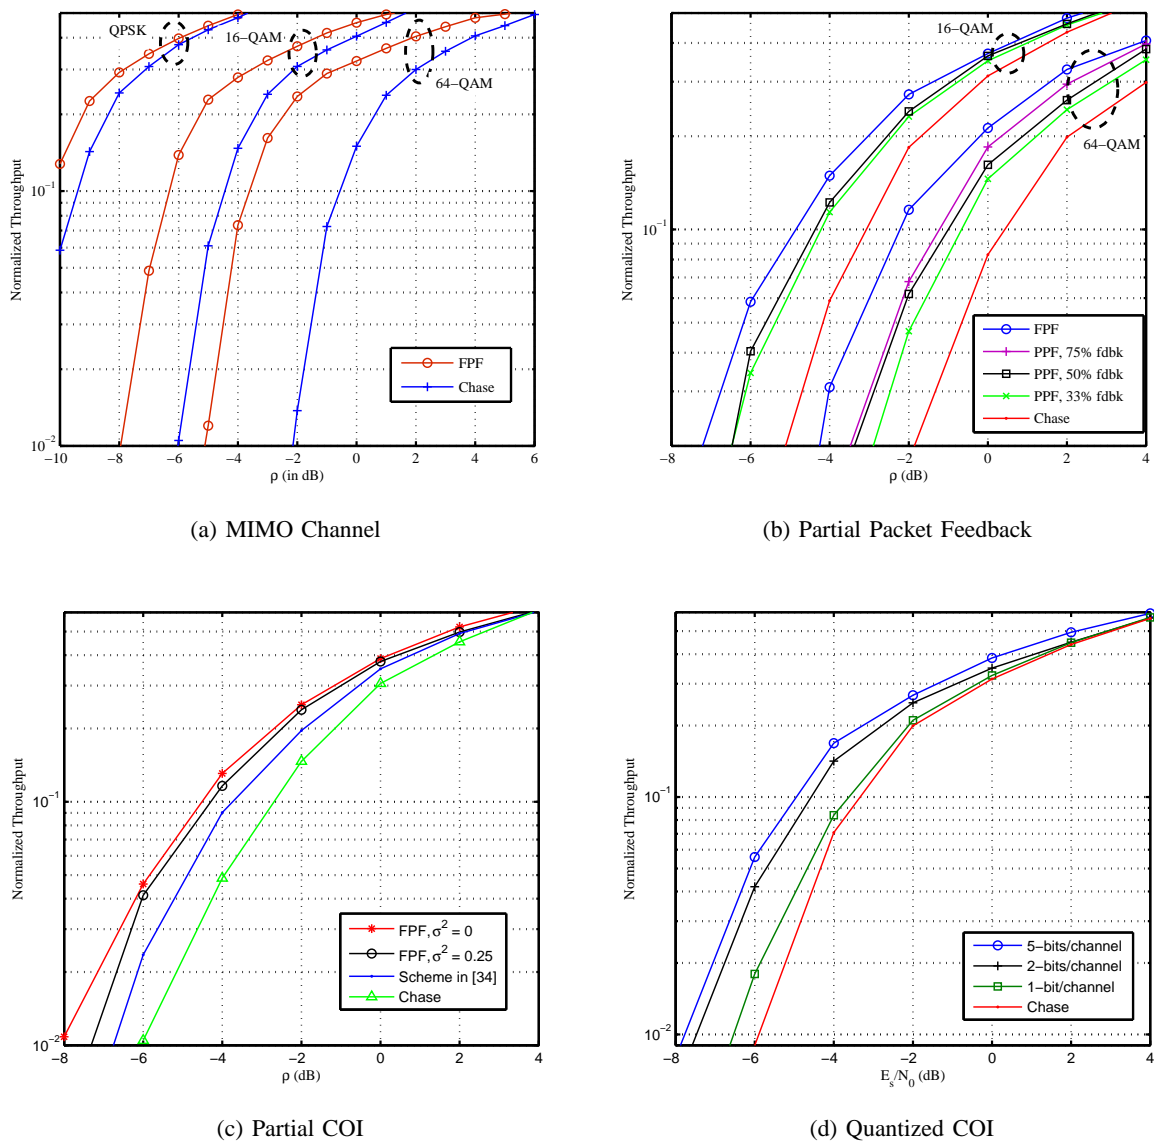 QPSK
16−QAM
64−QAM
Normalized Throughput
10−1
10−2
FPF
Chase
−10 −8 −6 −4 −2 0 2 4 6
ρ (in dB)
(a) MIMO Channel
16−QAM
64−QAM
Normalized Throughput
10−1
FPF
PPF, 75% fdbk
PPF, 50% fdbk
PPF, 33% fdbk
Chase
−8 −6 −4 −2 0 2 4
ρ (dB)
(b) Partial Packet Feedback
Normalized Throughput
10−1
10−2
FPF, σ2 = 0
FPF, σ2 = 0.25
Scheme in [34]
Chase
−8 −6 −4 −2 0 2 4
ρ (dB)
(c) Partial COI
Normalized Throughput
10−1
10−2
5−bits/channel
2−bits/channel
1−bit/channel
Chase
−8 −6 −4 −2 0 2 4
Es/N0 (dB)
(d) Quantized COI